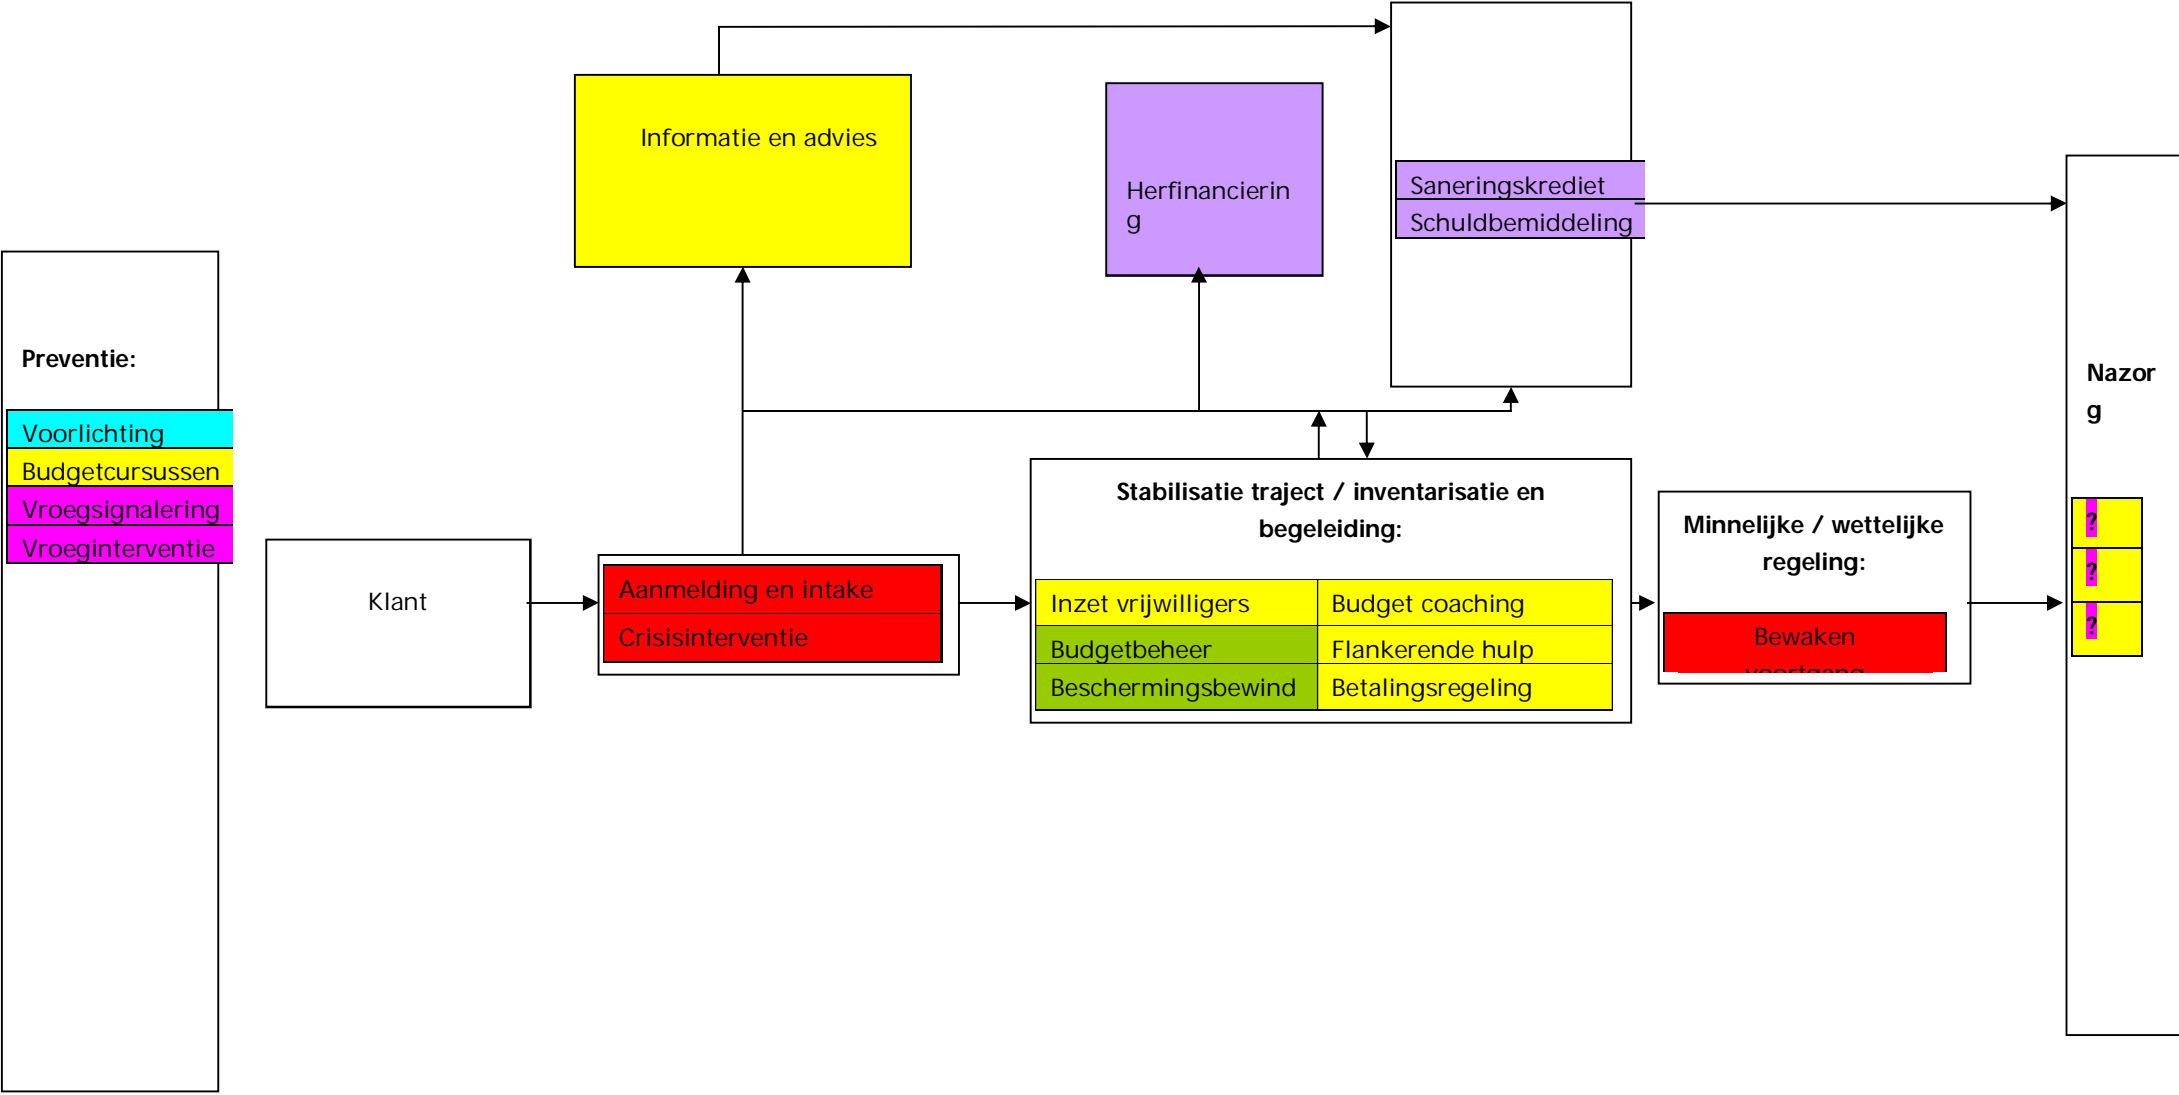 Informatie en advies
Herfinancierin
g
Saneringskrediet
Schuldbemiddeling
Preventie:
Voorlichting
Budgetcursussen
Vroegsignalering
Vroeginterventie
Klant
Aanmelding en intake
Crisisinterventie
Stabilisatie traject / inventarisatie en
begeleiding:
Inzet vrijwilligers
Budget coaching
Budgetbeheer
Flankerende hulp
Beschermingsbewind
Betalingsregeling
Minnelijke / wettelijke
regeling:
Bewaken
voortgang
Nazor
g
?
?
?